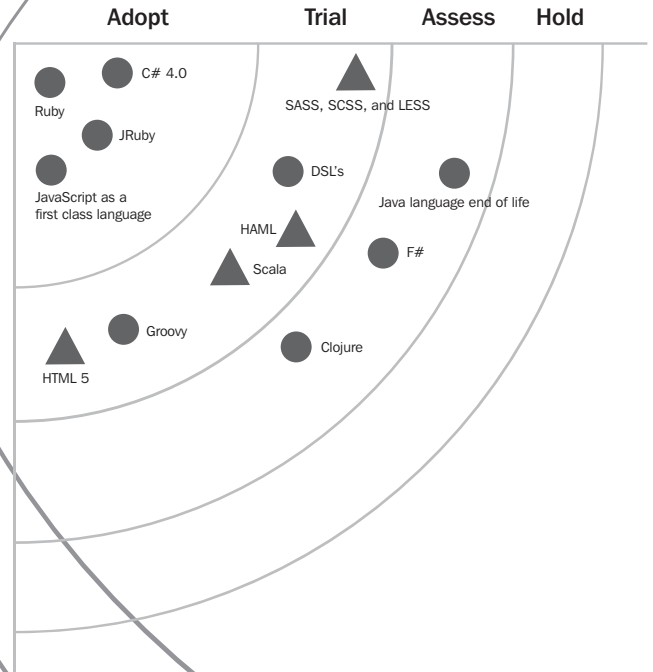 Adopt Trial Assess Hold
C# 4.0
Ruby
SASS, SCSS, and LESS
JRuby
DSL's
JavaScript as a
first class language
Java language end of life
HAML
F#
Scala
Groovy
Clojure
HTML 5